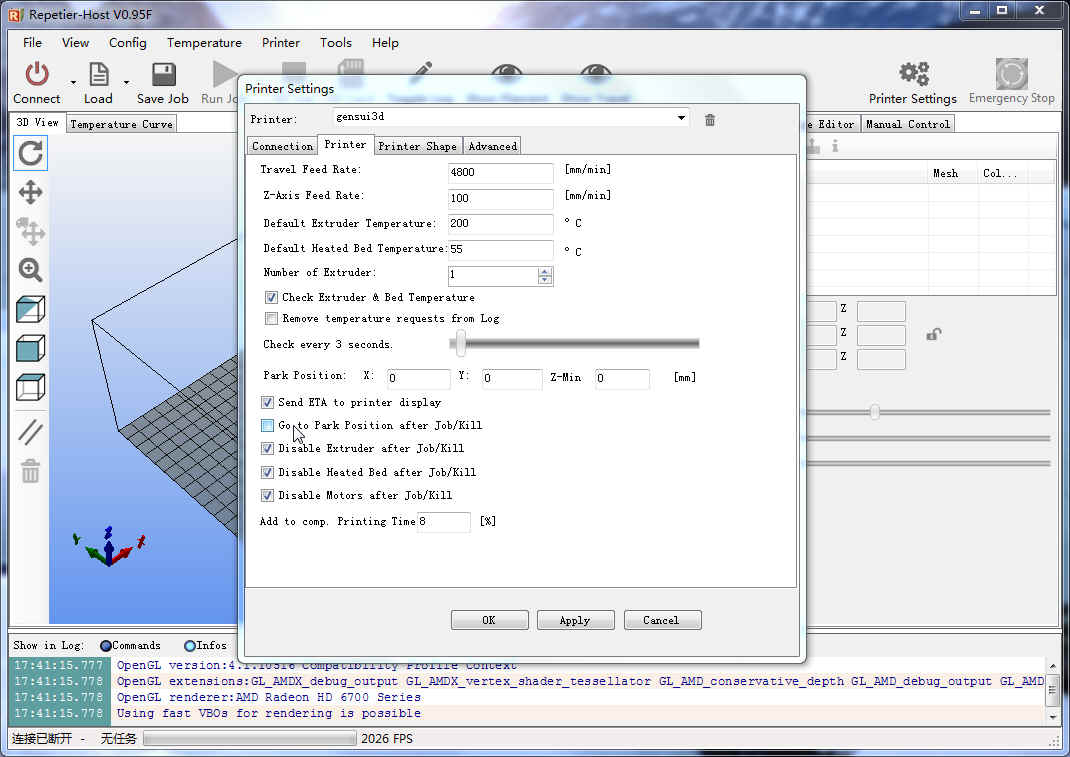 Repetier-Host V0.95F
File View Config Temperature Printer Tools Help
Connect Load Save Job Run Printer Settings Emergency Stop
3D View Temperature Curve Editor Manual Control
Mesh Col...
Z
Z
Z
Printer Settings
Printer: gensui3d
Connection Printer Printer Shape Advanced
Travel Feed Rate: 4800 [mm/min]
Z-Axis Feed Rate: 100 [mm/min]
Default Extruder Temperature: 200 ° C
Default Heated Bed Temperature: 55 ° C
Number of Extruder: 1
Check Extruder & Bed Temperature
Remove temperature requests from Log
Check every 3 seconds.
Park Position: X: 0 Y: 0 Z-Min 0 [mm]
Send ETA to printer display
Go to Park Position after Job/Kill
Disable Extruder after Job/Kill
Disable Heated Bed after Job/Kill
Disable Motors after Job/Kill
Add to comp. Printing Time 8 [%]
OK Apply Cancel
Show in Log: Commands Infos
17:41:15.777 OpenGL version:4.1.10516 Compatibility Profile Context
17:41:15.778 OpenGL extensions:GL_AMDX_debug_output GL_AMDX_vertex_shader_tessellator GL_AMD_conservative_depth GL_AMD_debug_output GL_AMD
17:41:15.778 OpenGL renderer:AMD Radeon HD 6700 Series
17:41:15.778 Using fast VBOs for rendering is possible
连接已断开 - 无任务 2026 FPS